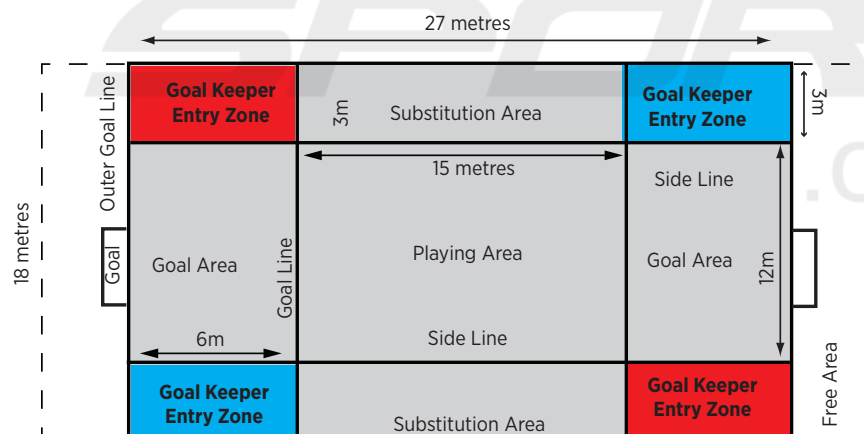 SPOR
27 metres
Goal Keeper
Entry Zone
3m
Substitution Area
Goal Keeper
Entry Zone
3m
Outer Goal Line
15 metres
Side Line
18 metres
Goal
Goal Area
Goal Line
Playing Area
Goal Area
12m
.c
6m
Side Line
Goal Keeper
Entry Zone
Substitution Area
Goal Keeper
Entry Zone
Free Area